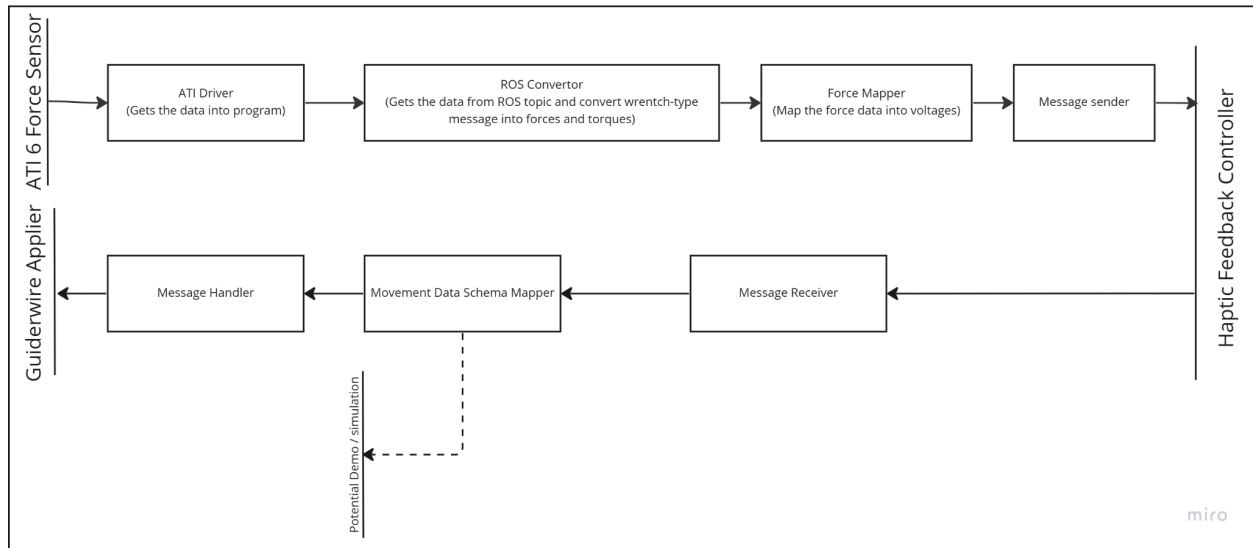 ATI 6 Force Sensor
ATI Driver
(Gets the data into program)
ROS Convertor
(Gets the data from ROS topic and convert wrentch-type
message into forces and torques)
Force Mapper
(Map the force data into voltages)
Message sender
Haptic Feedback Controller
Guiderwire Applier
Message Handler
Movement Data Schema Mapper
Message Receiver
Potential Demo / simulation
miro